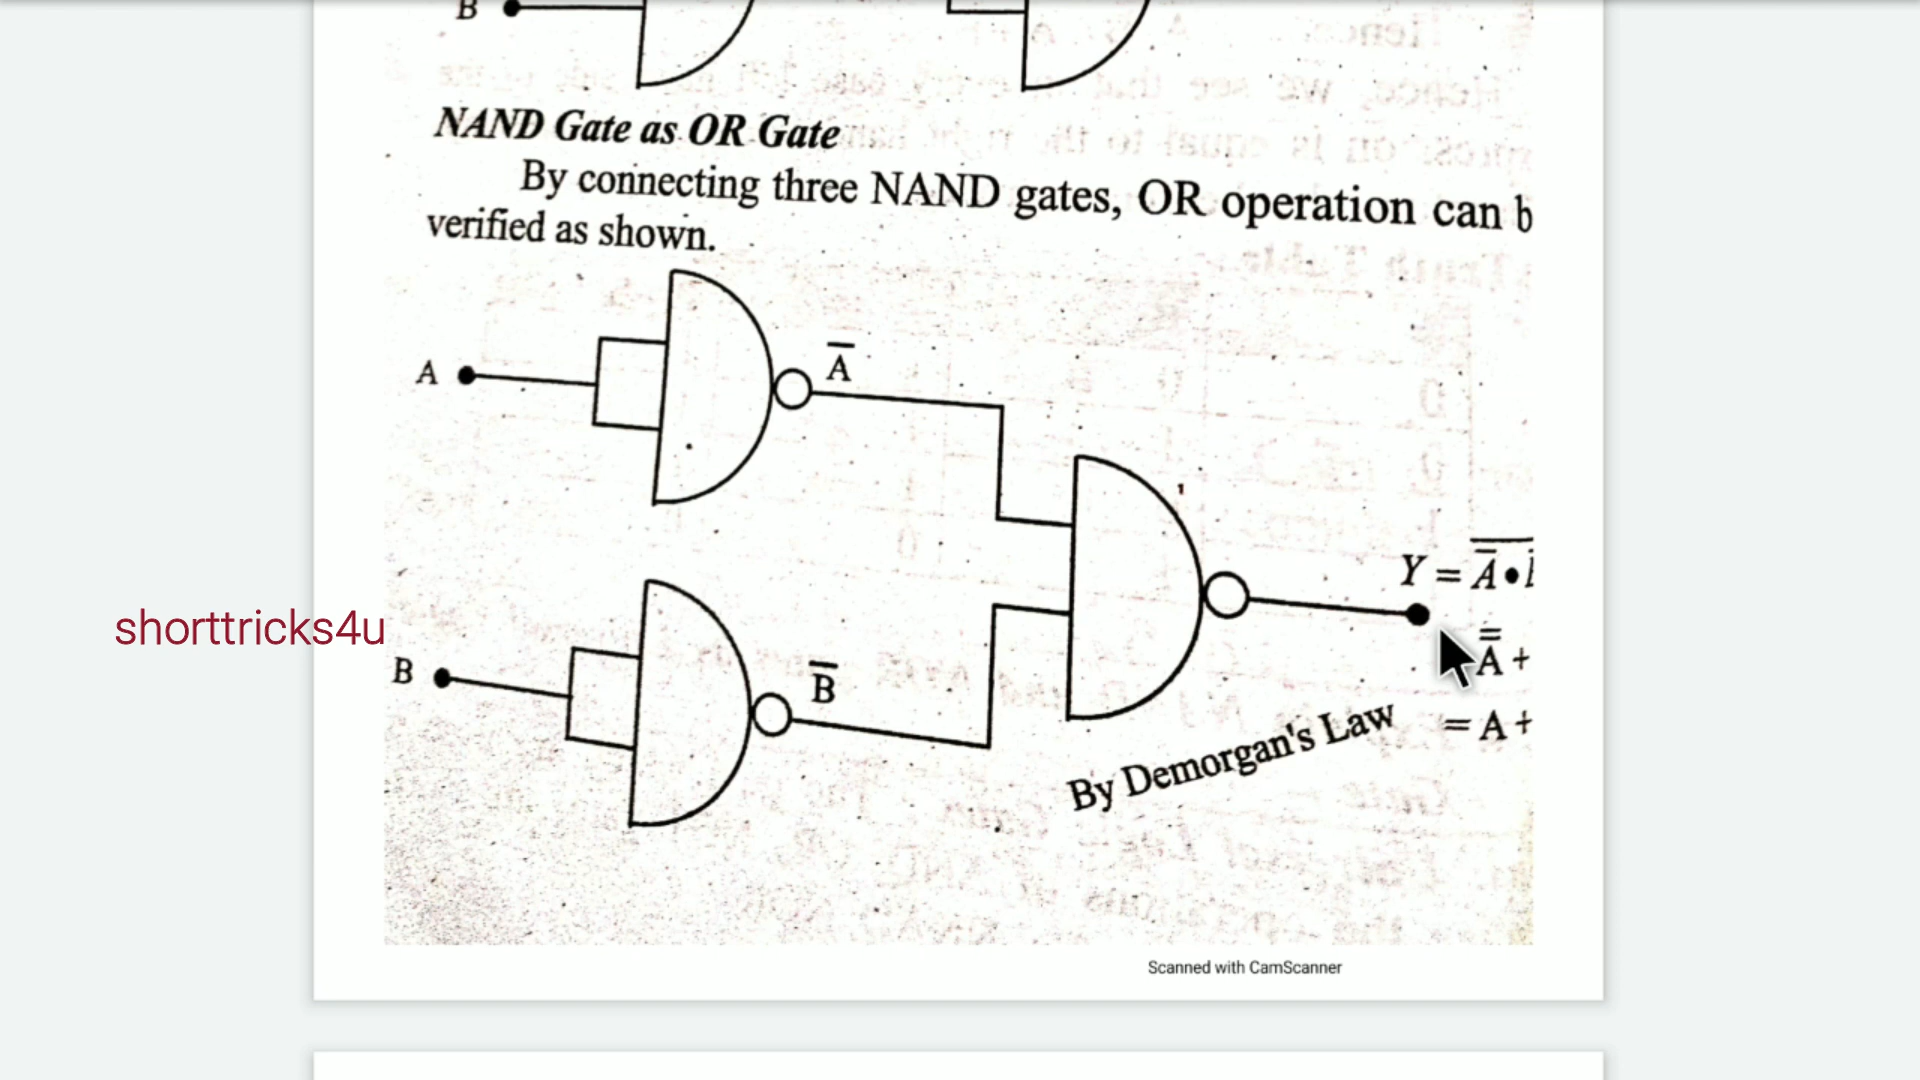 B
NAND Gate as OR Gate
By connecting three NAND gates, OR operation can b
verified as shown.
A
A̅
Y = A̅ •
shorttricks4u
B
B̅
A̿ +
= A +
By Demorgan's Law
Scanned with CamScanner